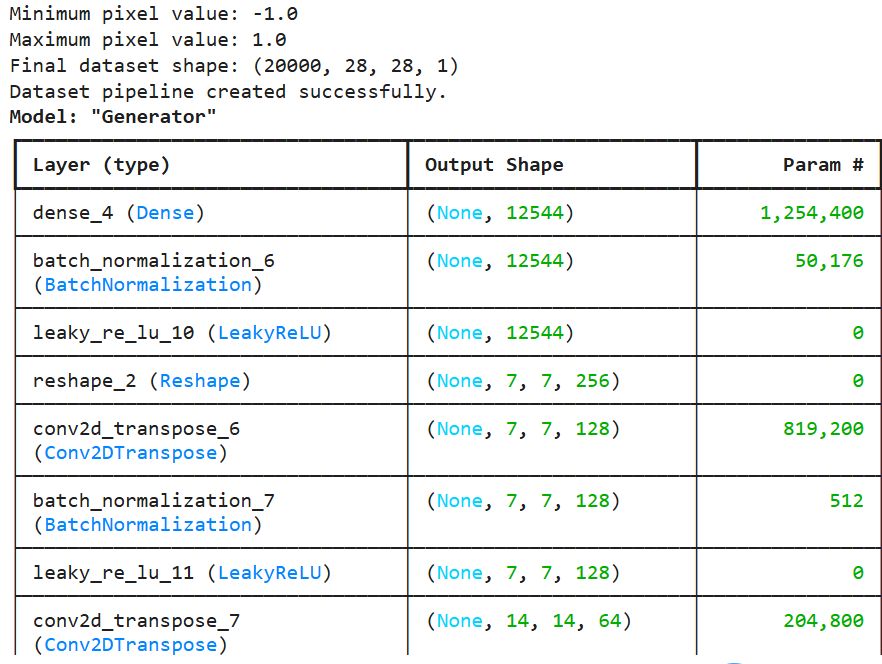 Minimum pixel value: -1.0
Maximum pixel value: 1.0
Final dataset shape: (20000, 28, 28, 1)
Dataset pipeline created successfully.
Model: "Generator"
Layer (type) Output Shape Param #
dense_4 (Dense) (None, 12544) 1,254,400
batch_normalization_6 (None, 12544) 50,176
(BatchNormalization)
leaky_re_lu_10 (LeakyReLU) (None, 12544) 0
reshape_2 (Reshape) (None, 7, 7, 256) 0
conv2d_transpose_6 (None, 7, 7, 128) 819,200
(Conv2DTranspose)
batch_normalization_7 (None, 7, 7, 128) 512
(BatchNormalization)
leaky_re_lu_11 (LeakyReLU) (None, 7, 7, 128) 0
conv2d_transpose_7 (None, 14, 14, 64) 204,800
(Conv2DTranspose)